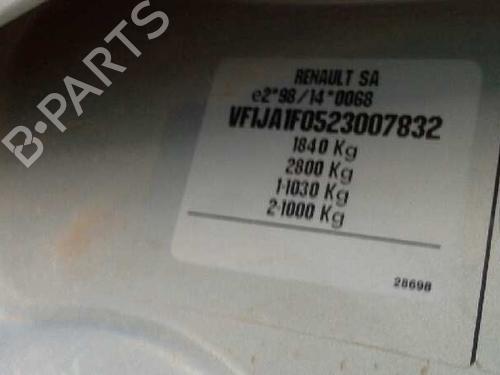 B-PARTS
RENAULT SA
e2*98/14*0068
VF1JA1F0523007832
1840 Kg
2800 Kg
1-1030 Kg
2-1000 Kg
28698